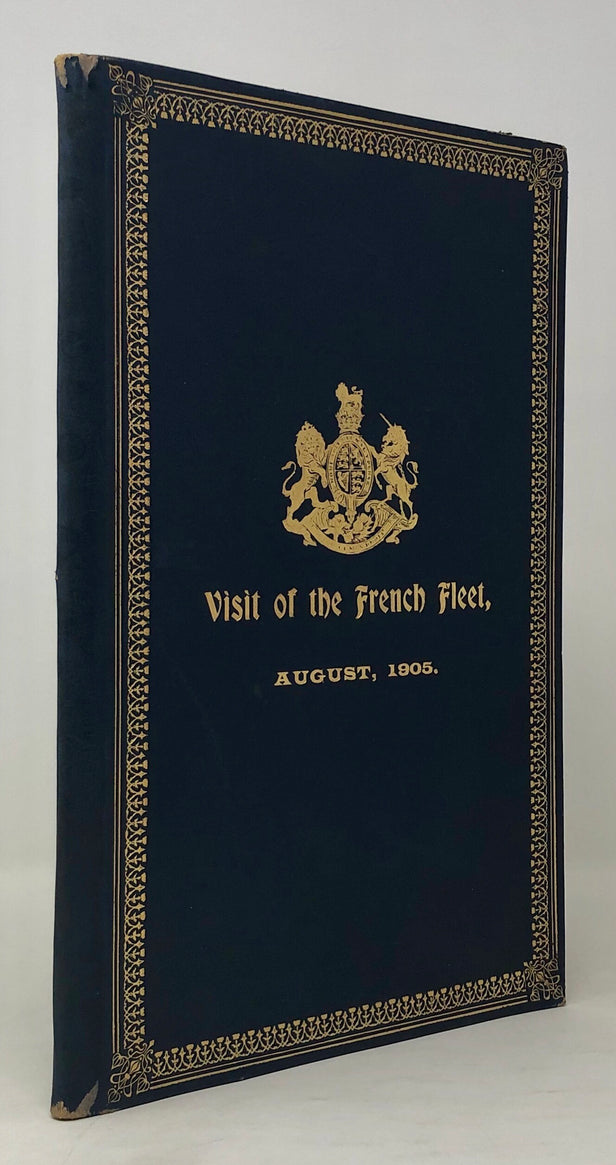 Visit of the French Fleet,
AUGUST, 1905.